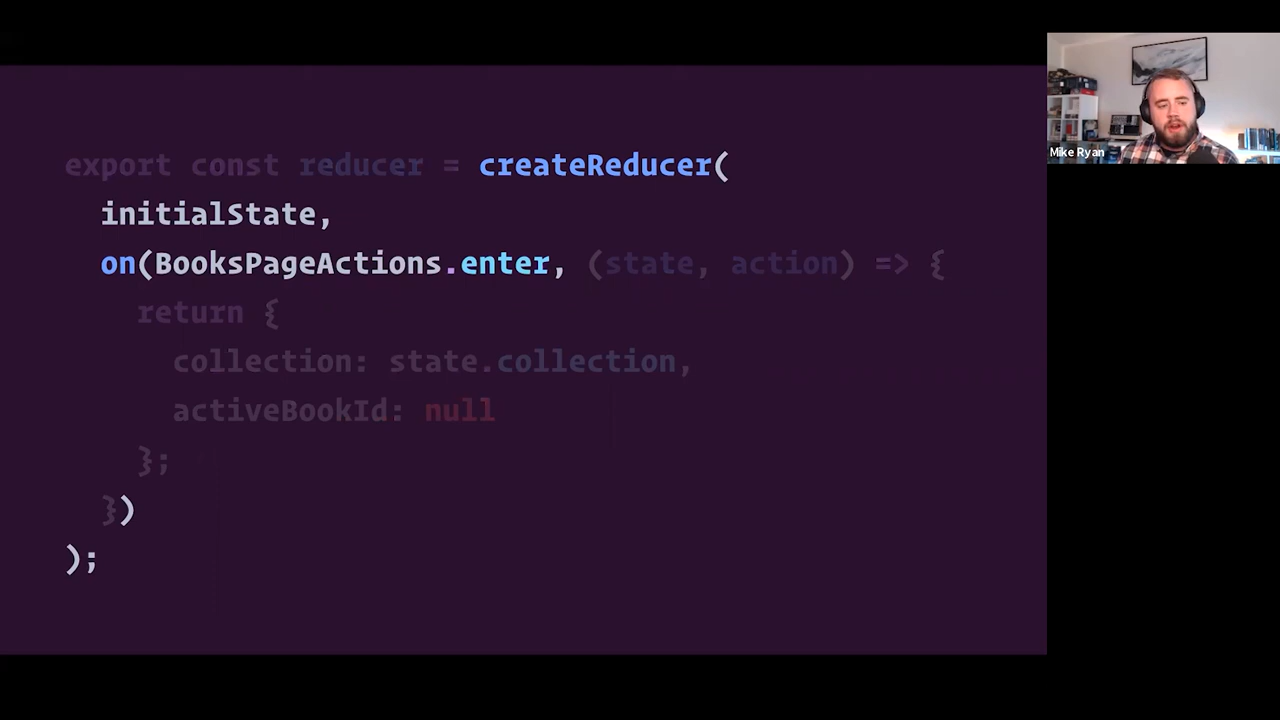 export const reducer = createReducer(
  initialState,
  on(BooksPageActions.enter, (state, action) => {
    return {
      collection: state.collection,
      activeBookId: null
    };
  })
);
Mike Ryan